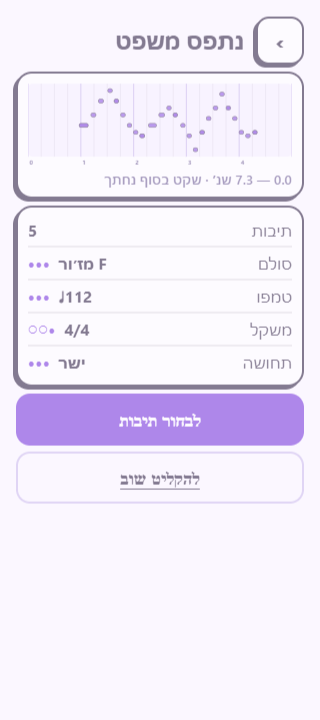 נתפס משפט
0 1 2 3 4
0.0 — 7.3 שנ׳ · שקט בסוף נחתך
תיבות 5
סולם F מז׳ור
טמפו ♩112
משקל 4/4
תחושה ישר
לבחור תיבות
להקליט שוב